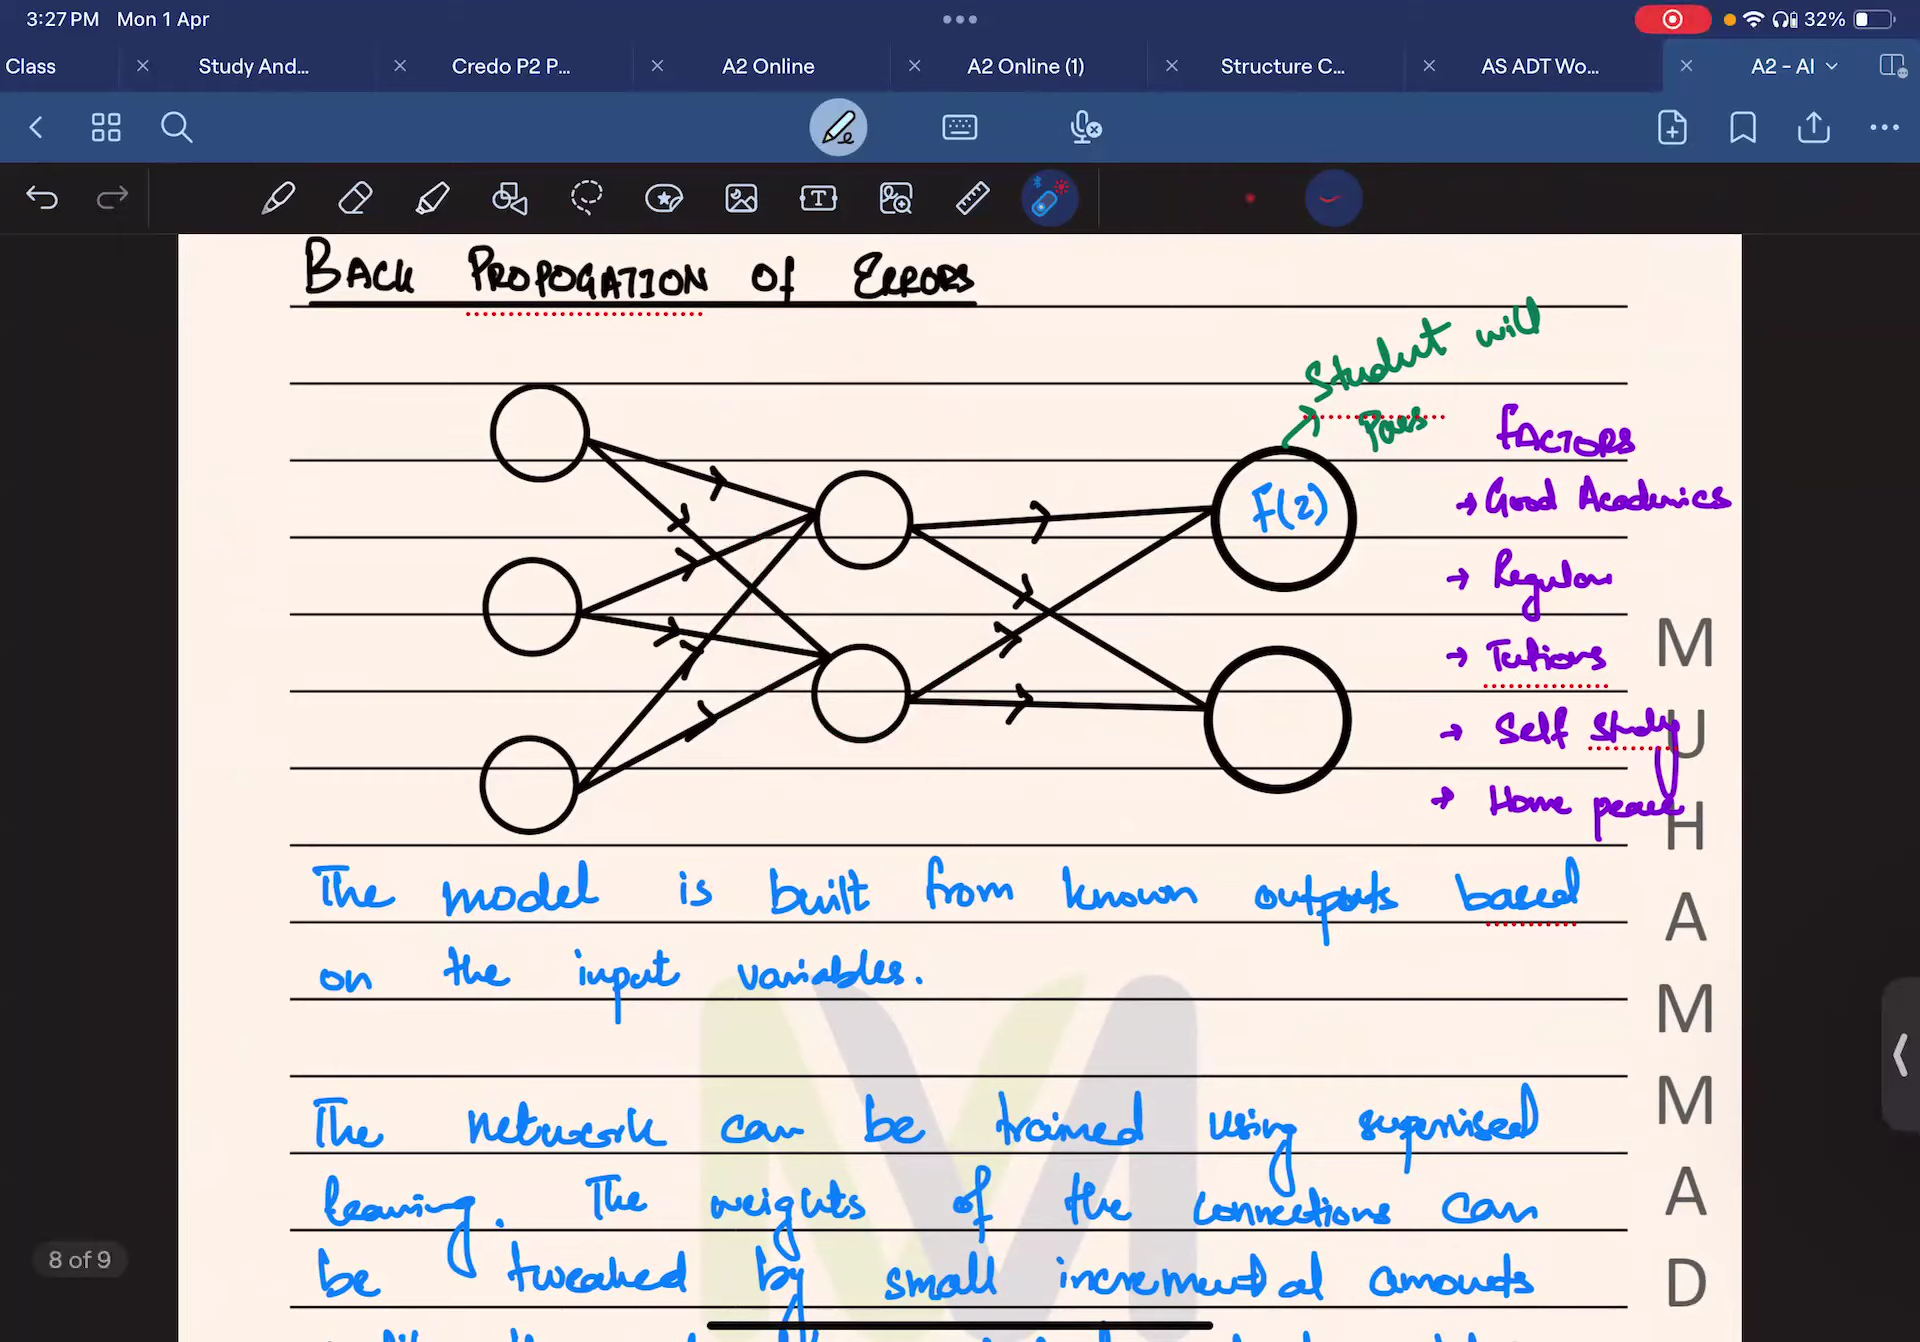 3:27 PM Mon 1 Apr
32%
Class
Study And...
Credo P2 P...
A2 Online
A2 Online (1)
Structure C...
AS ADT Wo...
A2 - AI
BACK PROPOGATION Of ERRORS
Student will
Pass
F(2)
FACTORS
→ Good Academics
→ Regular
→ Tutions
→ Self Study
→ Home peace
The model is built from known outputs based
on the input variables.
The network can be trained using supervised
learning. The weights of the connections can
be tweaked by small incremental amounts
8 of 9
M
U
H
A
M
M
A
D